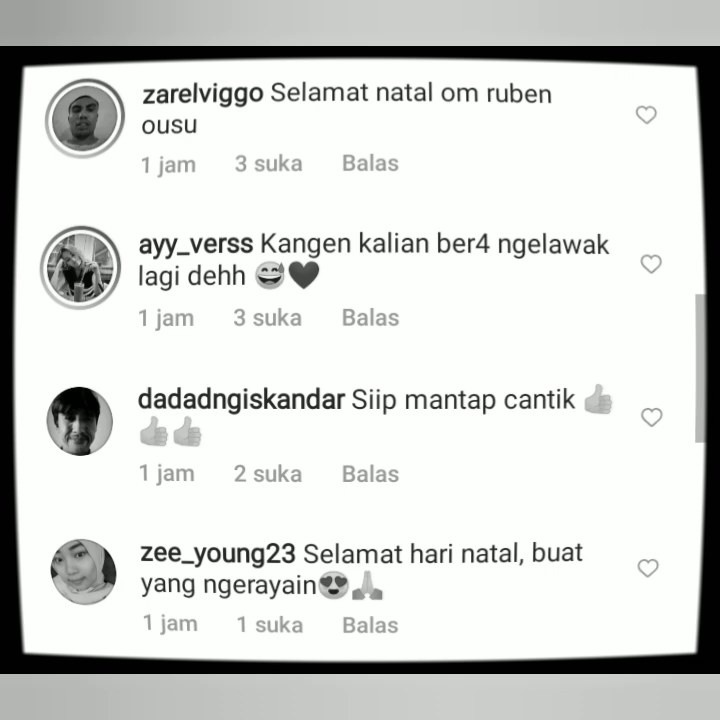 zarelviggo Selamat natal om ruben
ousu
1 jam 3 suka Balas
ayy_verss Kangen kalian ber4 ngelawak
lagi dehh 😅🖤
1 jam 3 suka Balas
dadadngiskandar Siip mantap cantik 👍
👍👍
1 jam 2 suka Balas
zee_young23 Selamat hari natal, buat
yang ngerayain😍🙏
1 jam 1 suka Balas